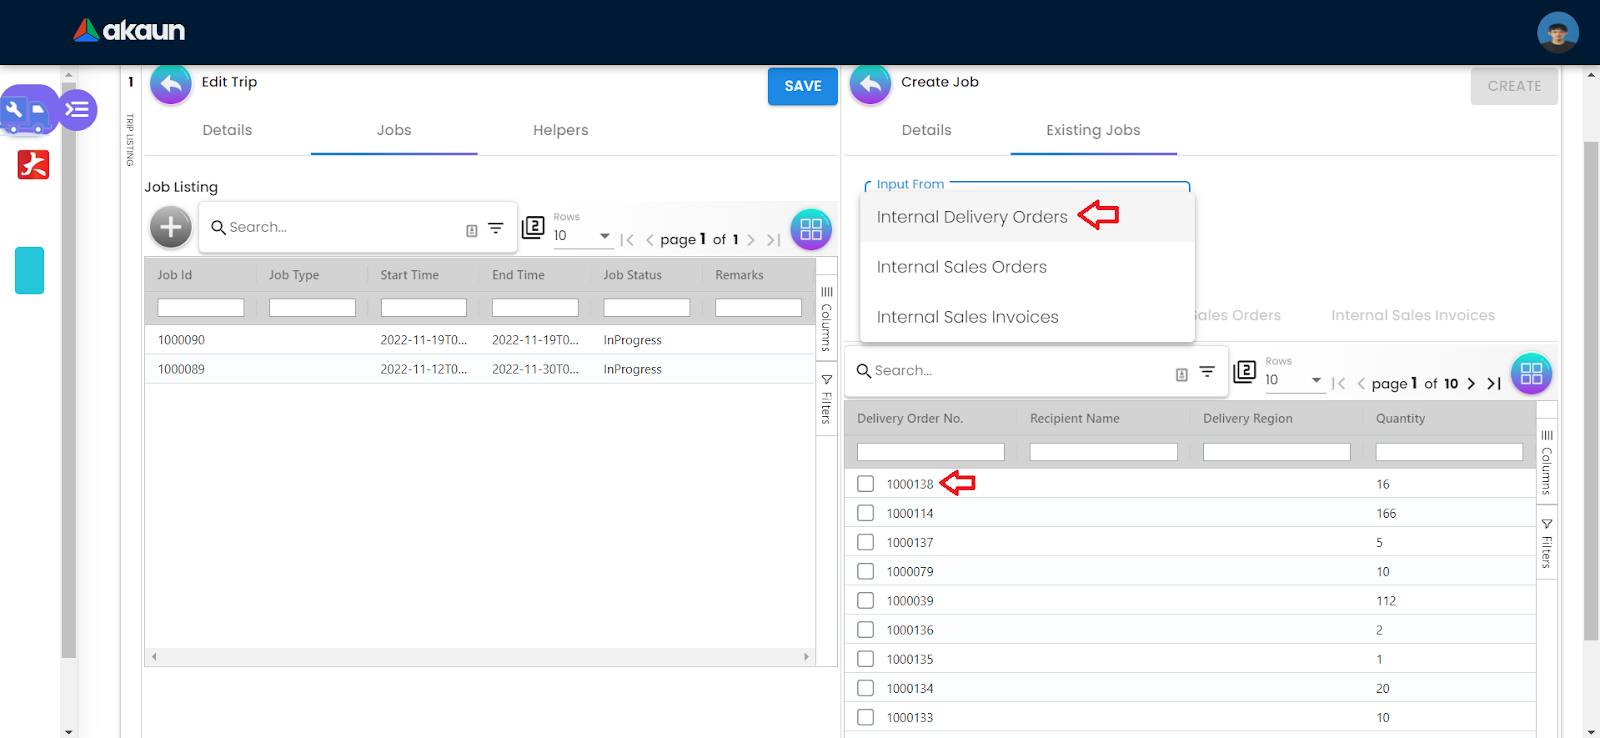 akaun
1
TRIP LISTING
Edit Trip
SAVE
Details
Jobs
Helpers
Job Listing
Search...
2
Rows
10
page 1 of 1
Job Id
Job Type
Start Time
End Time
Job Status
Remarks
1000090
2022-11-19T0...
2022-11-19T0...
InProgress
1000089
2022-11-12T0...
2022-11-30T0...
InProgress
Columns
Filters
Create Job
CREATE
Details
Existing Jobs
Input From
Internal Delivery Orders
Internal Sales Orders
Internal Sales Invoices
Sales Orders
Internal Sales Invoices
Search...
2
Rows
10
page 1 of 10
Delivery Order No.
Recipient Name
Delivery Region
Quantity
1000138
16
1000114
166
1000137
5
1000079
10
1000039
112
1000136
2
1000135
1
1000134
20
1000133
10
Columns
Filters